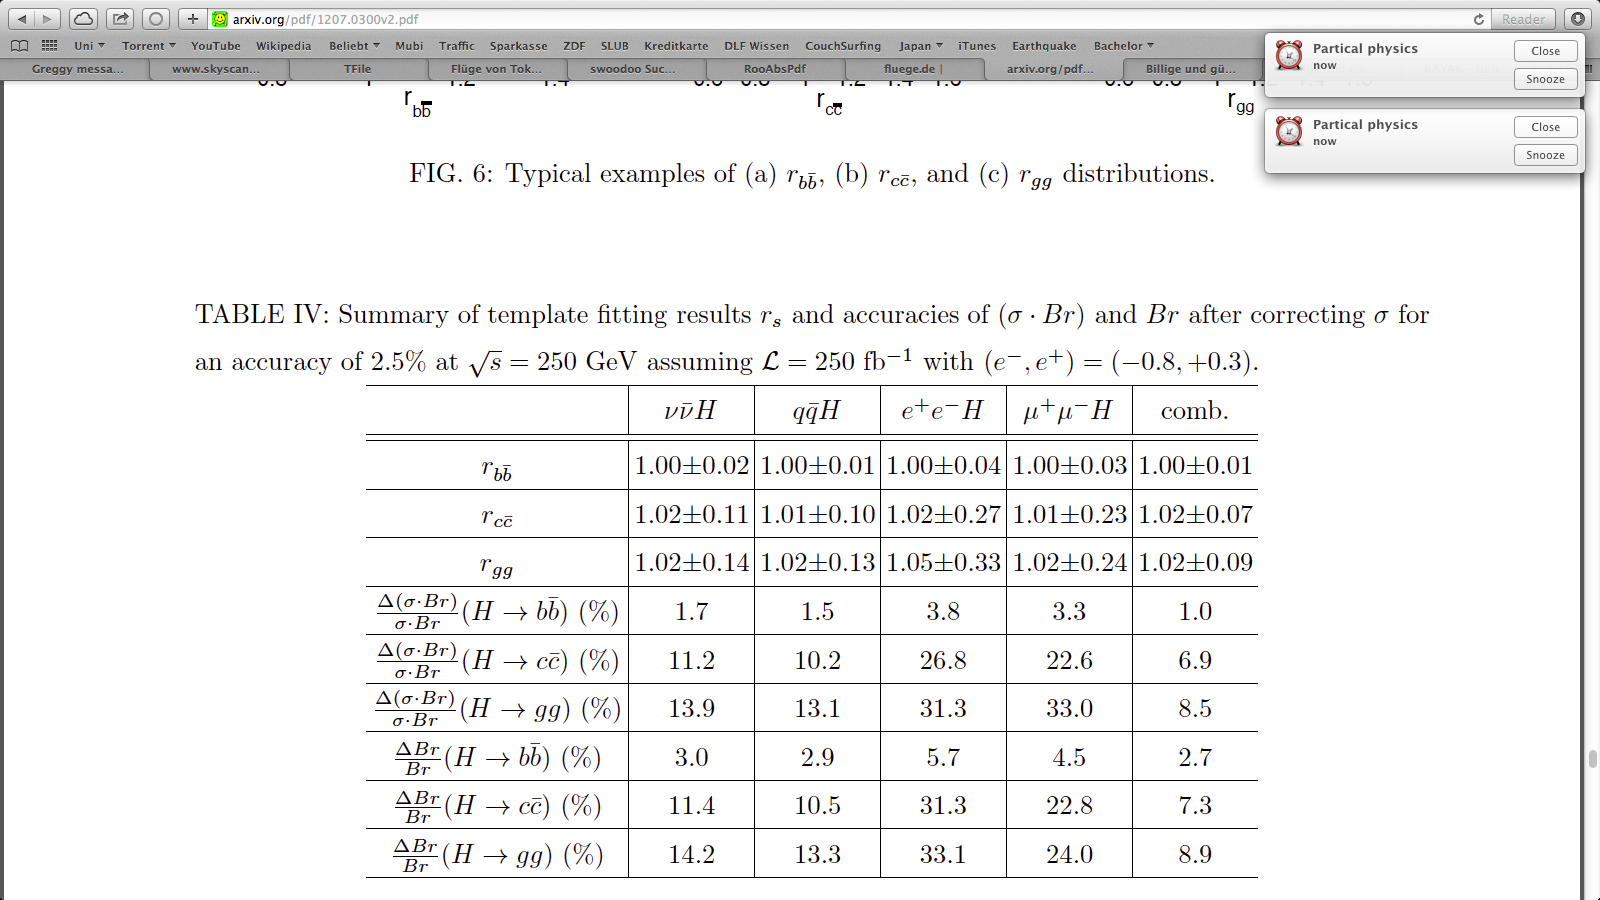 arxiv.org/pdf/1207.0300v2.pdf
Reader
Uni Torrent YouTube Wikipedia Beliebt Mubi Traffic Sparkasse ZDF SLUB Kreditkarte DLF Wissen CouchSurfing Japan iTunes Earthquake Bachelor
Greggy messa... www.skyscan... TFile Flüge von Tok... swoodoo Suc... RooAbsPdf fluege.de | arxiv.org/pdf... Billige und gü...
Partical physics
now
Close
Snooze
Partical physics
now
Close
Snooze
r_bb̄ r_cc̄ r_gg
FIG. 6: Typical examples of (a) r_bb̄, (b) r_cc̄, and (c) r_gg distributions.
TABLE IV: Summary of template fitting results r_s and accuracies of (σ · Br) and Br after correcting σ for
an accuracy of 2.5% at √s = 250 GeV assuming ℒ = 250 fb⁻¹ with (e⁻, e⁺) = (−0.8, +0.3).
νν̄H qq̄H e⁺e⁻H μ⁺μ⁻H comb.
r_bb̄ 1.00±0.02 1.00±0.01 1.00±0.04 1.00±0.03 1.00±0.01
r_cc̄ 1.02±0.11 1.01±0.10 1.02±0.27 1.01±0.23 1.02±0.07
r_gg 1.02±0.14 1.02±0.13 1.05±0.33 1.02±0.24 1.02±0.09
Δ(σ·Br)/σ·Br (H → bb̄) (%) 1.7 1.5 3.8 3.3 1.0
Δ(σ·Br)/σ·Br (H → cc̄) (%) 11.2 10.2 26.8 22.6 6.9
Δ(σ·Br)/σ·Br (H → gg) (%) 13.9 13.1 31.3 33.0 8.5
ΔBr/Br (H → bb̄) (%) 3.0 2.9 5.7 4.5 2.7
ΔBr/Br (H → cc̄) (%) 11.4 10.5 31.3 22.8 7.3
ΔBr/Br (H → gg) (%) 14.2 13.3 33.1 24.0 8.9